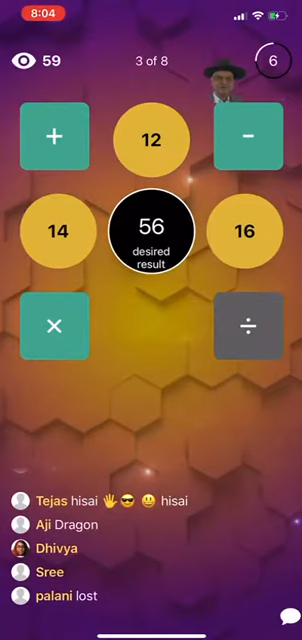 8:04
59
3 of 8
6
+
12
-
14
56
desired
result
16
×
÷
Tejas hisai 🖐😎 😃 hisai
Aji Dragon
Dhivya
Sree
palani lost